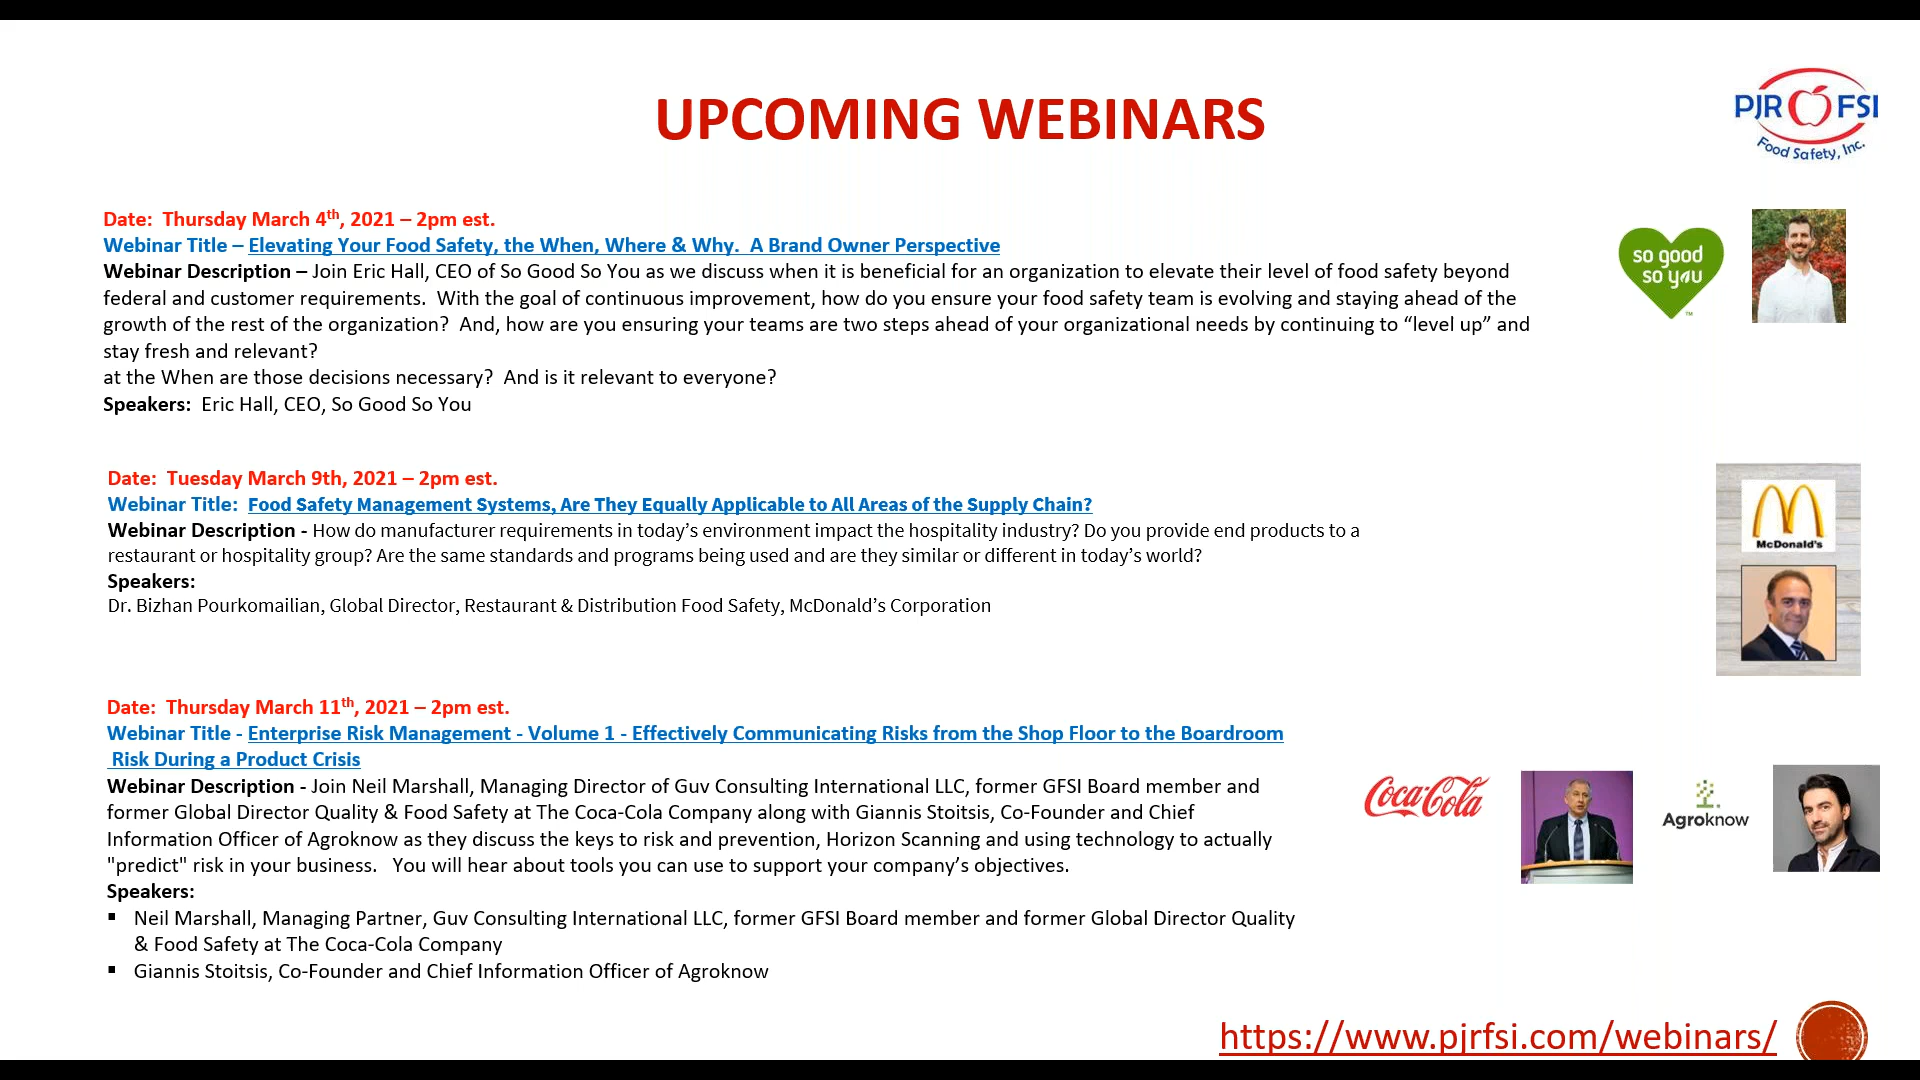 UPCOMING WEBINARS
PJR FSI
Food Safety, Inc.
Date:  Thursday March 4th, 2021 – 2pm est.
Webinar Title – Elevating Your Food Safety, the When, Where & Why.  A Brand Owner Perspective
Webinar Description – Join Eric Hall, CEO of So Good So You as we discuss when it is beneficial for an organization to elevate their level of food safety beyond
federal and customer requirements.  With the goal of continuous improvement, how do you ensure your food safety team is evolving and staying ahead of the
growth of the rest of the organization?  And, how are you ensuring your teams are two steps ahead of your organizational needs by continuing to “level up” and
stay fresh and relevant?
at the When are those decisions necessary?  And is it relevant to everyone?
Speakers:  Eric Hall, CEO, So Good So You
so good
so you
™
Date:  Tuesday March 9th, 2021 – 2pm est.
Webinar Title:  Food Safety Management Systems, Are They Equally Applicable to All Areas of the Supply Chain?
Webinar Description - How do manufacturer requirements in today’s environment impact the hospitality industry? Do you provide end products to a
restaurant or hospitality group? Are the same standards and programs being used and are they similar or different in today’s world?
Speakers:
Dr. Bizhan Pourkomailian, Global Director, Restaurant & Distribution Food Safety, McDonald’s Corporation
McDonald's
Date:  Thursday March 11th, 2021 – 2pm est.
Webinar Title - Enterprise Risk Management - Volume 1 - Effectively Communicating Risks from the Shop Floor to the Boardroom
Risk During a Product Crisis
Webinar Description - Join Neil Marshall, Managing Director of Guv Consulting International LLC, former GFSI Board member and
former Global Director Quality & Food Safety at The Coca-Cola Company along with Giannis Stoitsis, Co-Founder and Chief
Information Officer of Agroknow as they discuss the keys to risk and prevention, Horizon Scanning and using technology to actually
"predict" risk in your business.   You will hear about tools you can use to support your company’s objectives.
Speakers:
▪ Neil Marshall, Managing Partner, Guv Consulting International LLC, former GFSI Board member and former Global Director Quality
& Food Safety at The Coca-Cola Company
▪ Giannis Stoitsis, Co-Founder and Chief Information Officer of Agroknow
Coca-Cola
Agroknow
https://www.pjrfsi.com/webinars/